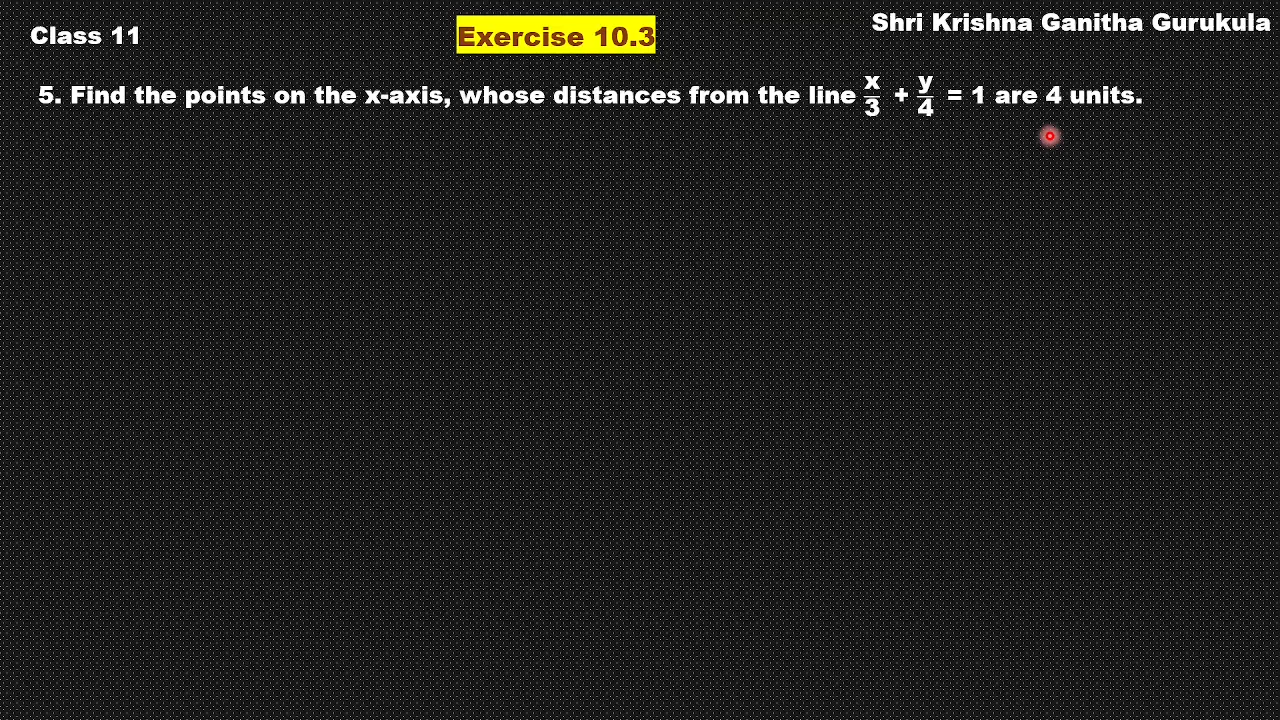 Class 11
Exercise 10.3
Shri Krishna Ganitha Gurukula
5. Find the points on the x-axis, whose distances from the line x/3 + y/4 = 1 are 4 units.